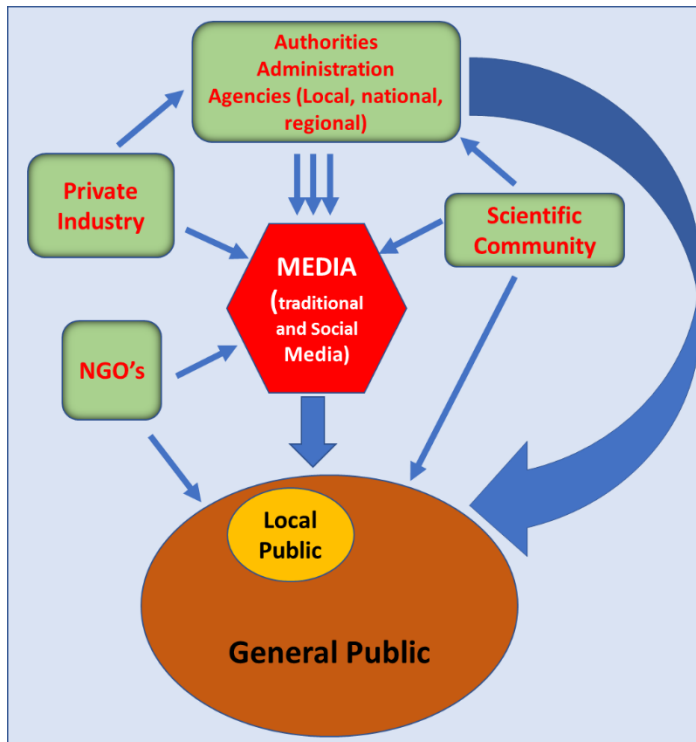 Authorities
Administration
Agencies (Local, national,
regional)
Private
Industry
Scientific
Community
MEDIA
(traditional
and Social
Media)
NGO's
Local
Public
General Public